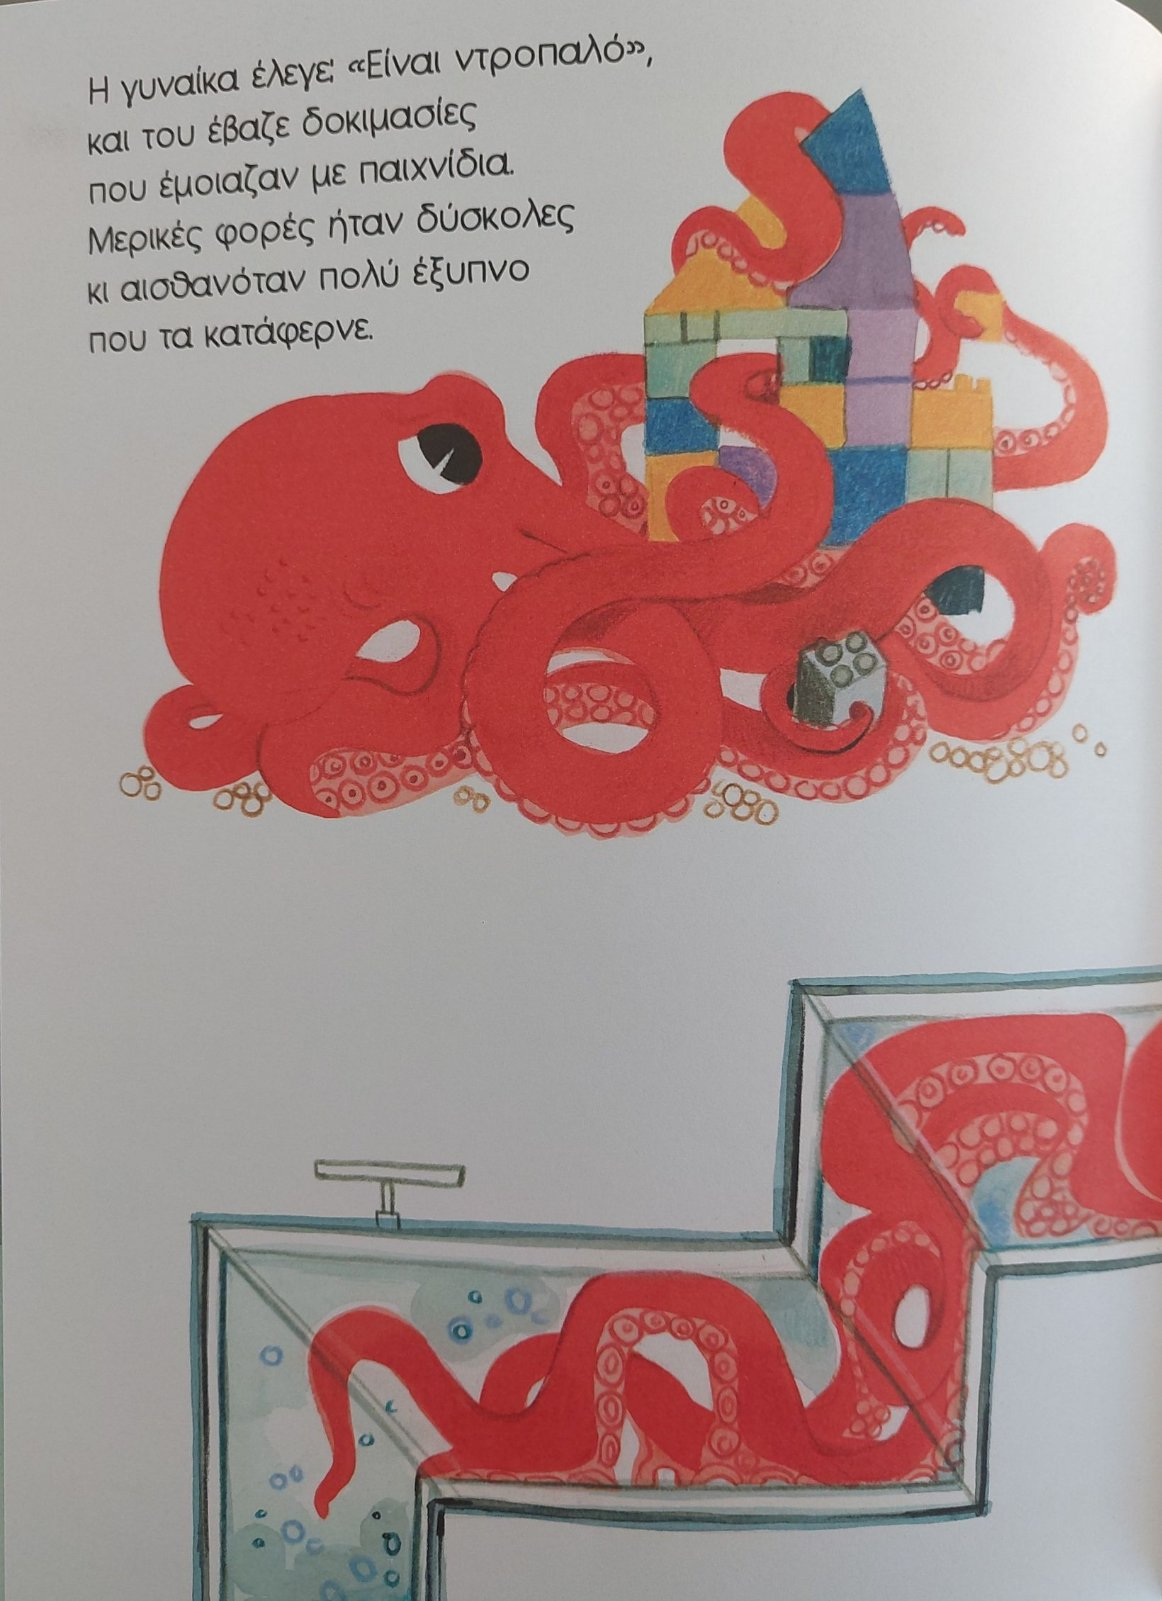 Η γυναίκα έλεγε: «Είναι ντροπαλό»,
και του έβαζε δοκιμασίες
που έμοιαζαν με παιχνίδια.
Μερικές φορές ήταν δύσκολες
κι αισθανόταν πολύ έξυπνο
που τα κατάφερνε.